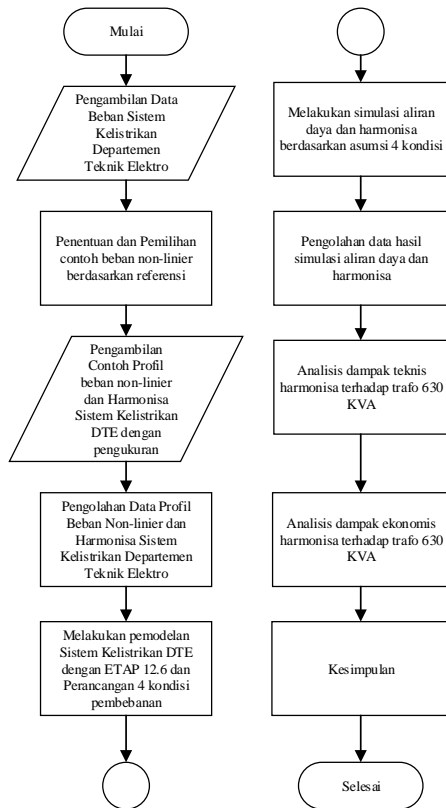 Mulai
Pengambilan Data
Beban Sistem
Kelistrikan
Departemen
Teknik Elektro
Penentuan dan Pemilihan
contoh beban non-linier
berdasarkan referensi
Pengambilan
Contoh Profil
beban non-linier
dan Harmonisa
Sistem Kelistrikan
DTE dengan
pengukuran
Pengolahan Data Profil
Beban Non-linier dan
Harmonisa Sistem
Kelistrikan Departemen
Teknik Elektro
Melakukan pemodelan
Sistem Kelistrikan DTE
dengan ETAP 12.6 dan
Perancangan 4 kondisi
pembebanan
Melakukan simulasi aliran
daya dan harmonisa
berdasarkan asumsi 4 kondisi
Pengolahan data hasil
simulasi aliran daya dan
harmonisa
Analisis dampak teknis
harmonisa terhadap trafo 630
KVA
Analisis dampak ekonomis
harmonisa terhadap trafo 630
KVA
Kesimpulan
Selesai